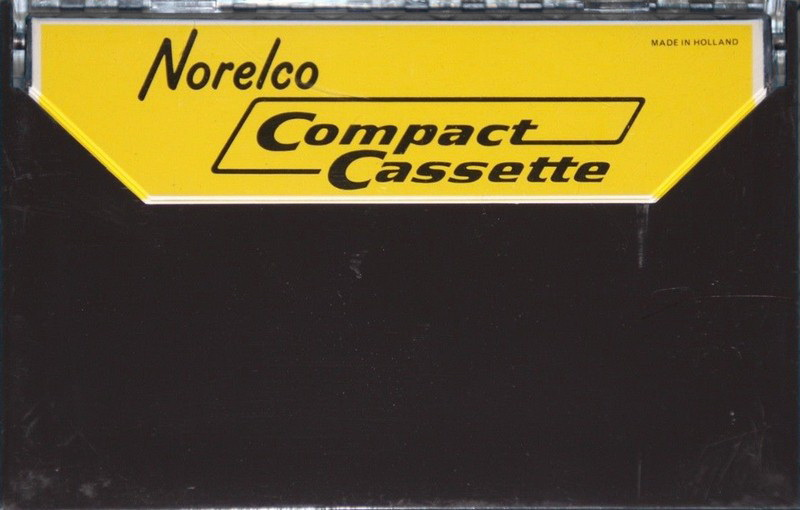 Norelco
MADE IN HOLLAND
Compact
Cassette